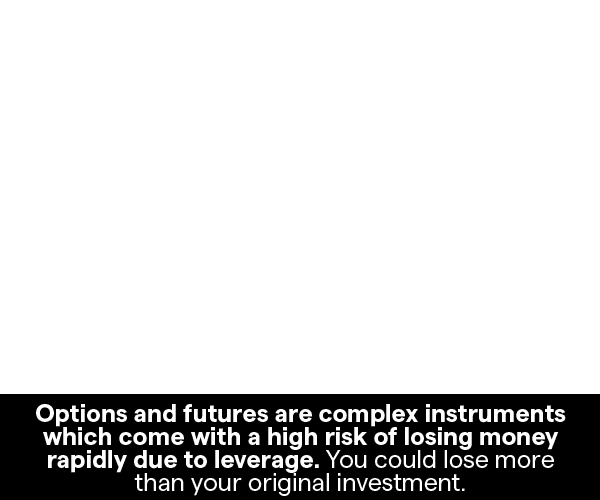 Options and futures are complex instruments
which come with a high risk of losing money
rapidly due to leverage. You could lose more
than your original investment.